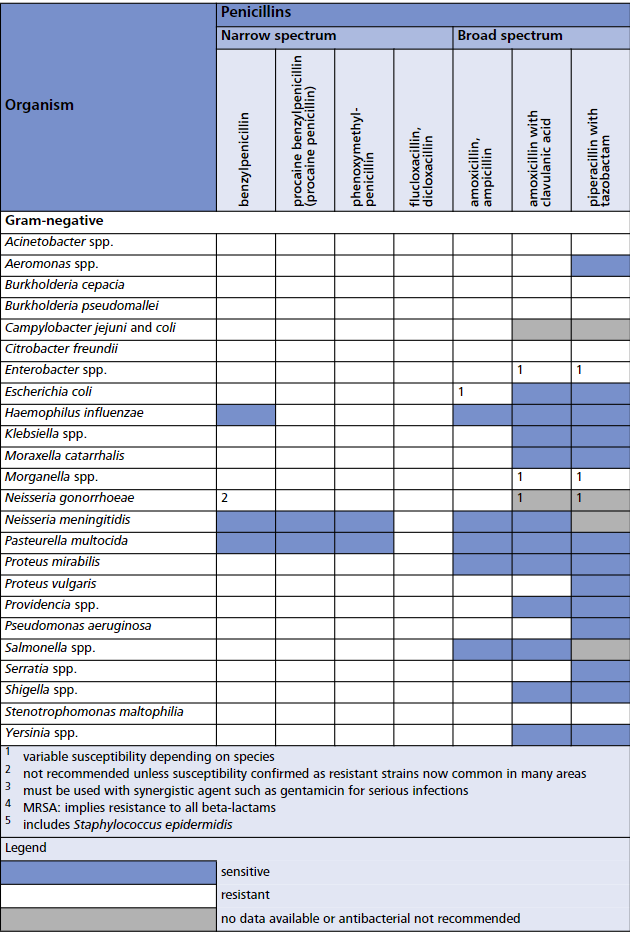 Penicillins
Narrow spectrum
Broad spectrum
Organism
benzylpenicillin
procaine benzylpenicillin
(procaine penicillin)
phenoxymethyl-
penicillin
flucloxacillin,
dicloxacillin
amoxicillin,
ampicillin
amoxicillin with
clavulanic acid
piperacillin with
tazobactam
Gram-negative
Acinetobacter spp.
Aeromonas spp.
Burkholderia cepacia
Burkholderia pseudomallei
Campylobacter jejuni and coli
Citrobacter freundii
Enterobacter spp. 1 1
Escherichia coli 1
Haemophilus influenzae
Klebsiella spp.
Moraxella catarrhalis
Morganella spp. 1 1
Neisseria gonorrhoeae 2 1 1
Neisseria meningitidis
Pasteurella multocida
Proteus mirabilis
Proteus vulgaris
Providencia spp.
Pseudomonas aeruginosa
Salmonella spp.
Serratia spp.
Shigella spp.
Stenotrophomonas maltophilia
Yersinia spp.
1 variable susceptibility depending on species
2 not recommended unless susceptibility confirmed as resistant strains now common in many areas
3 must be used with synergistic agent such as gentamicin for serious infections
4 MRSA: implies resistance to all beta-lactams
5 includes Staphylococcus epidermidis
Legend
sensitive
resistant
no data available or antibacterial not recommended